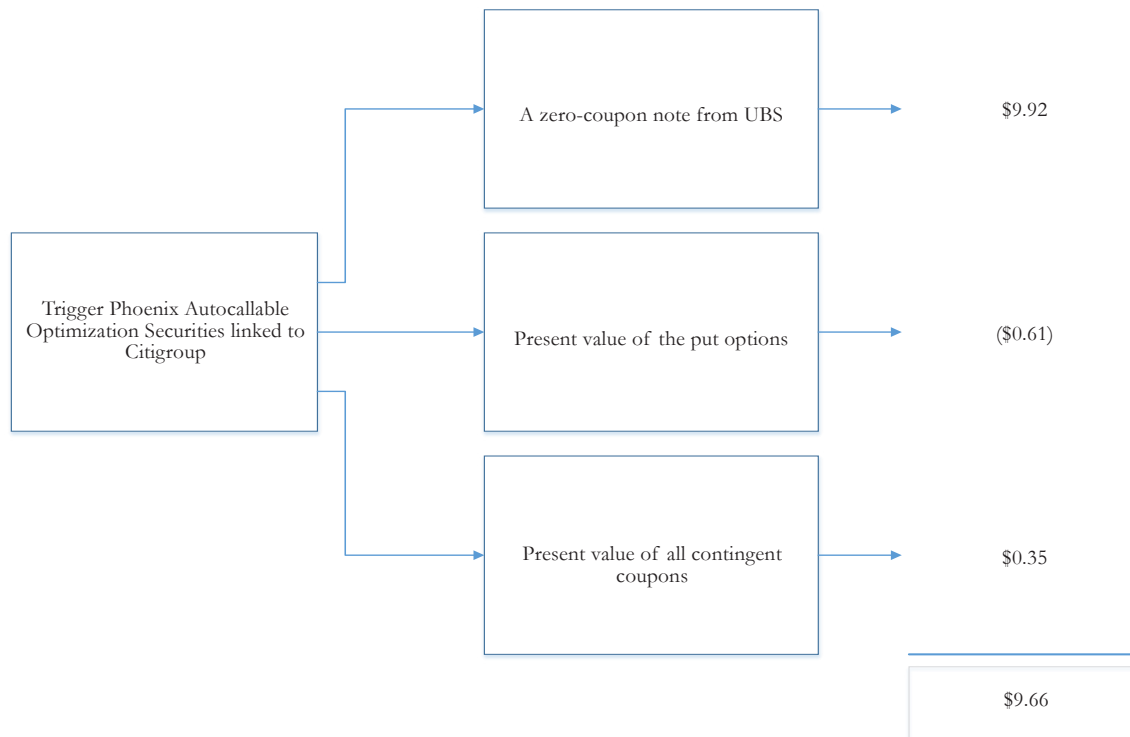 A zero-coupon note from UBS
$9.92
Trigger Phoenix Autocallable
Optimization Securities linked to
Citigroup
Present value of the put options
($0.61)
Present value of all contingent
coupons
$0.35
$9.66